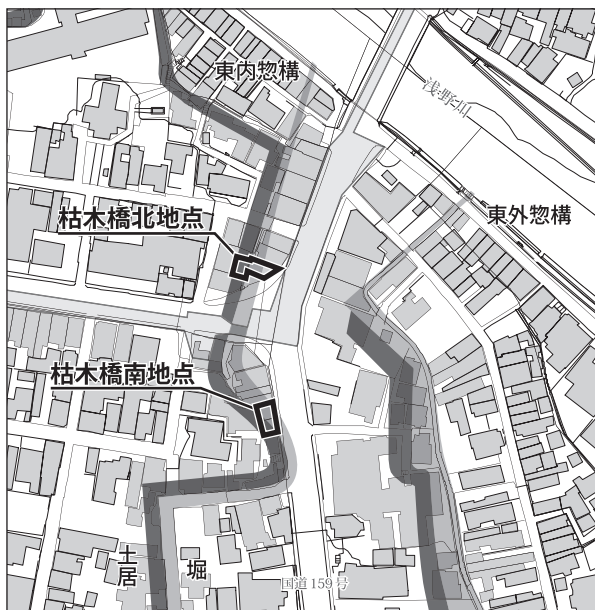 東内惣構
浅野川
枯木橋北地点
東外惣構
枯木橋南地点
土居
堀
国道159号